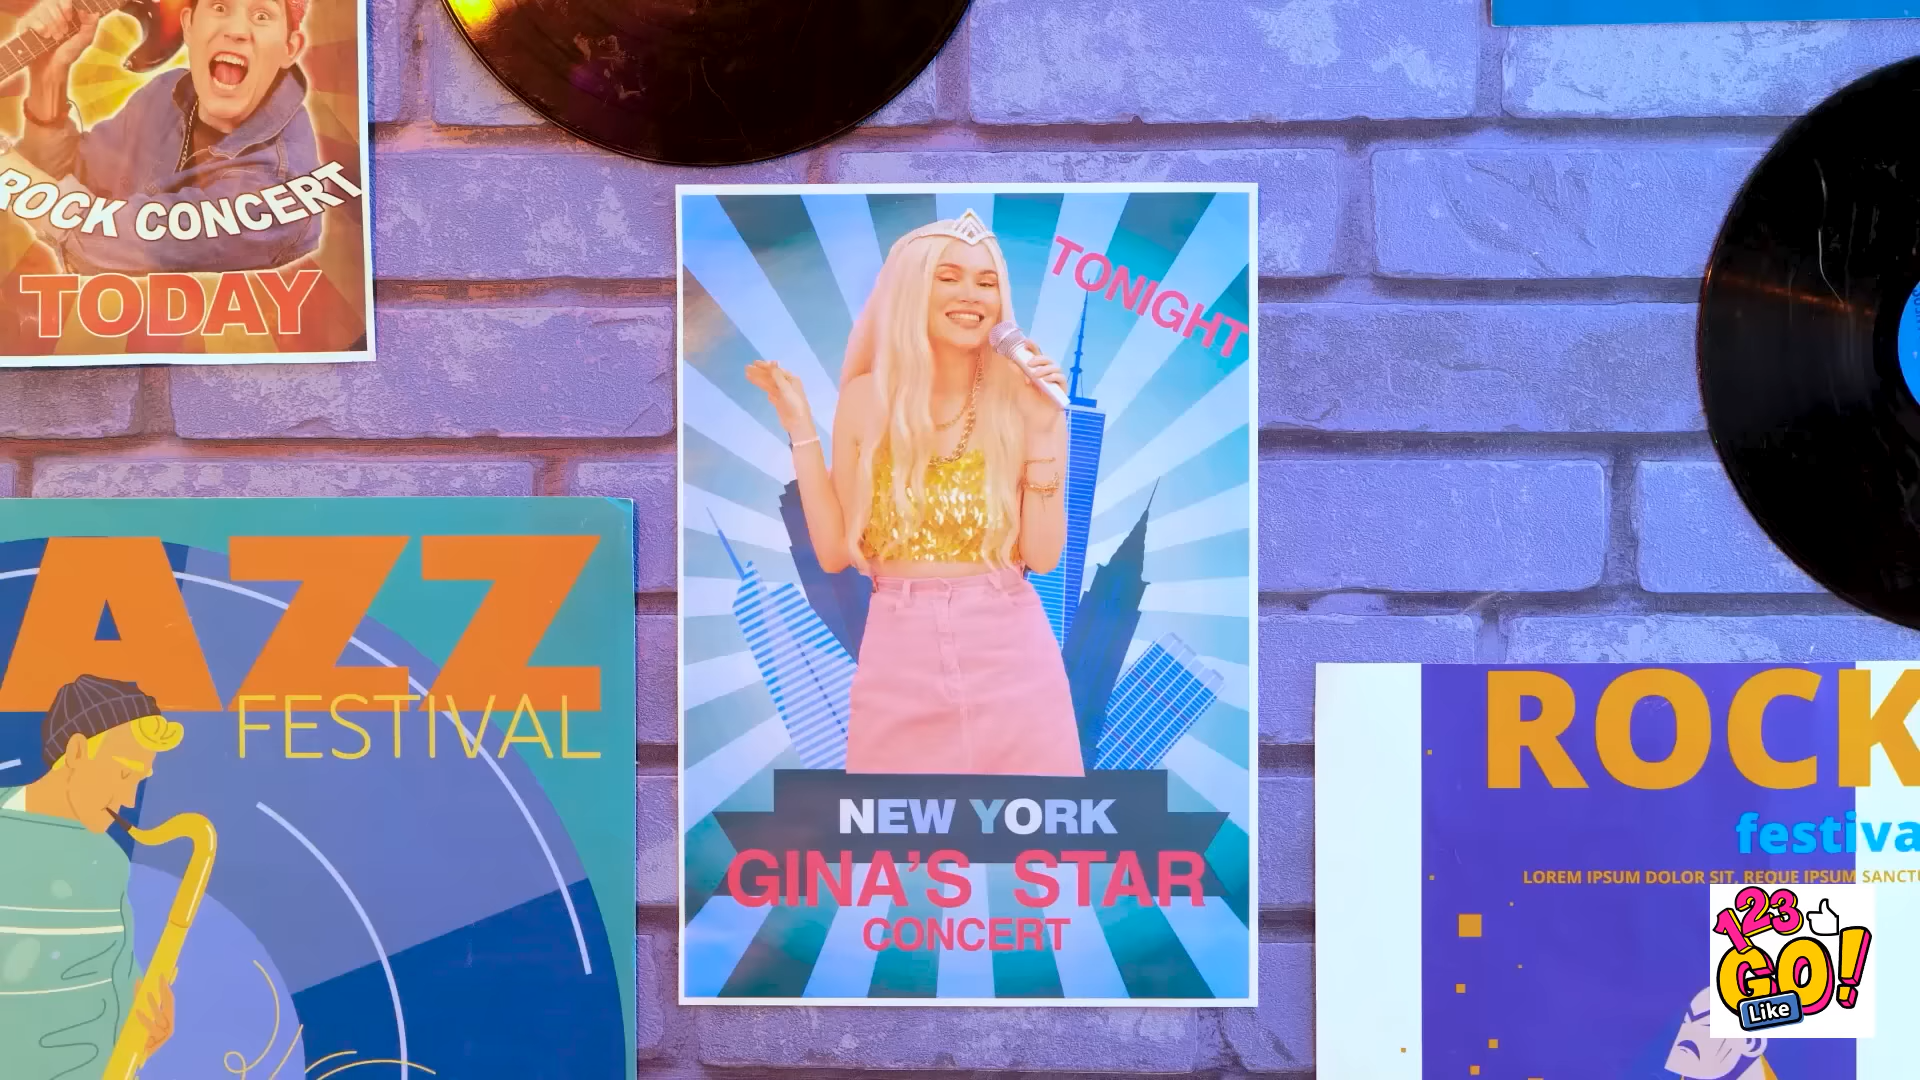 ROCK CONCERT
TODAY
TONIGHT
AZZ
FESTIVAL
NEW YORK
GINA'S STAR
CONCERT
ROCK
festiva
LOREM IPSUM DOLOR SIT, REQUE IPSUM SANCTU
123
GO!
Like